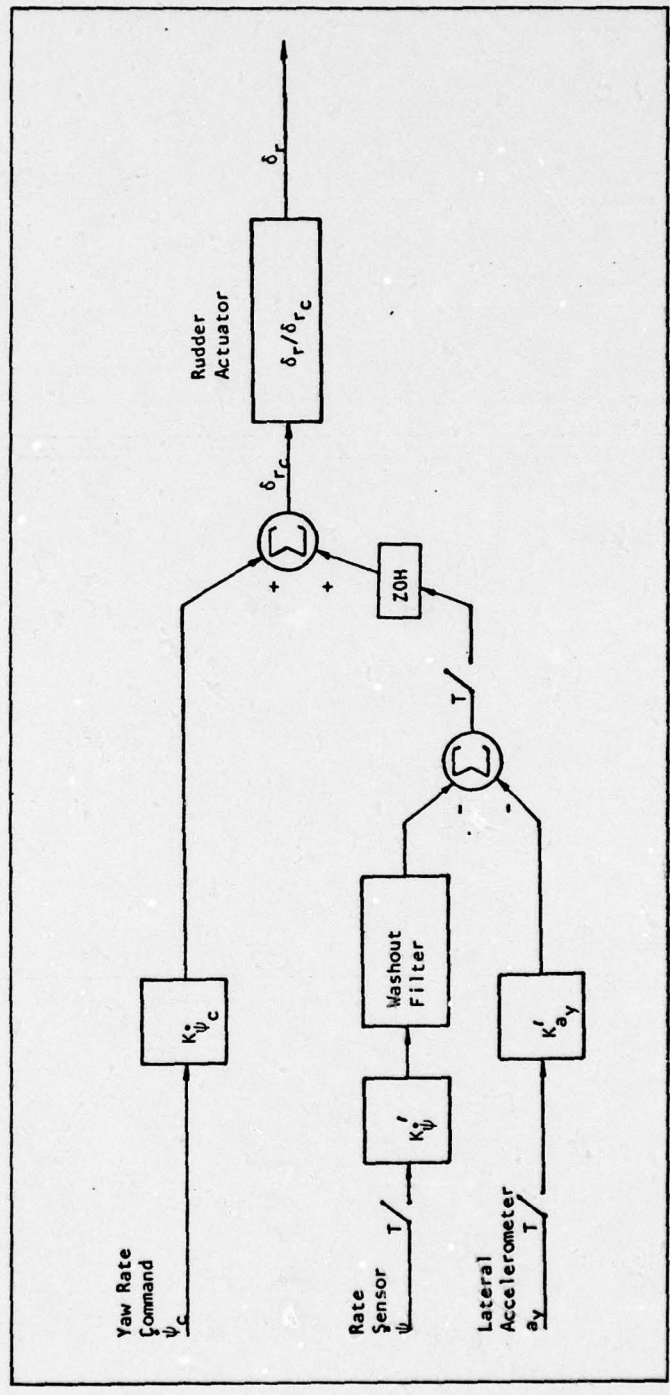 Yaw Rate
Command
ψ̇c
Kψ̇c
+
+
Σ
δrc
Rudder
Actuator
δr/δrc
δr
Rate
Sensor
ψ̇
T
K′ψ̇
Washout
Filter
-
-
Σ
T
ZOH
Lateral
Accelerometer
ay
T
K′ay